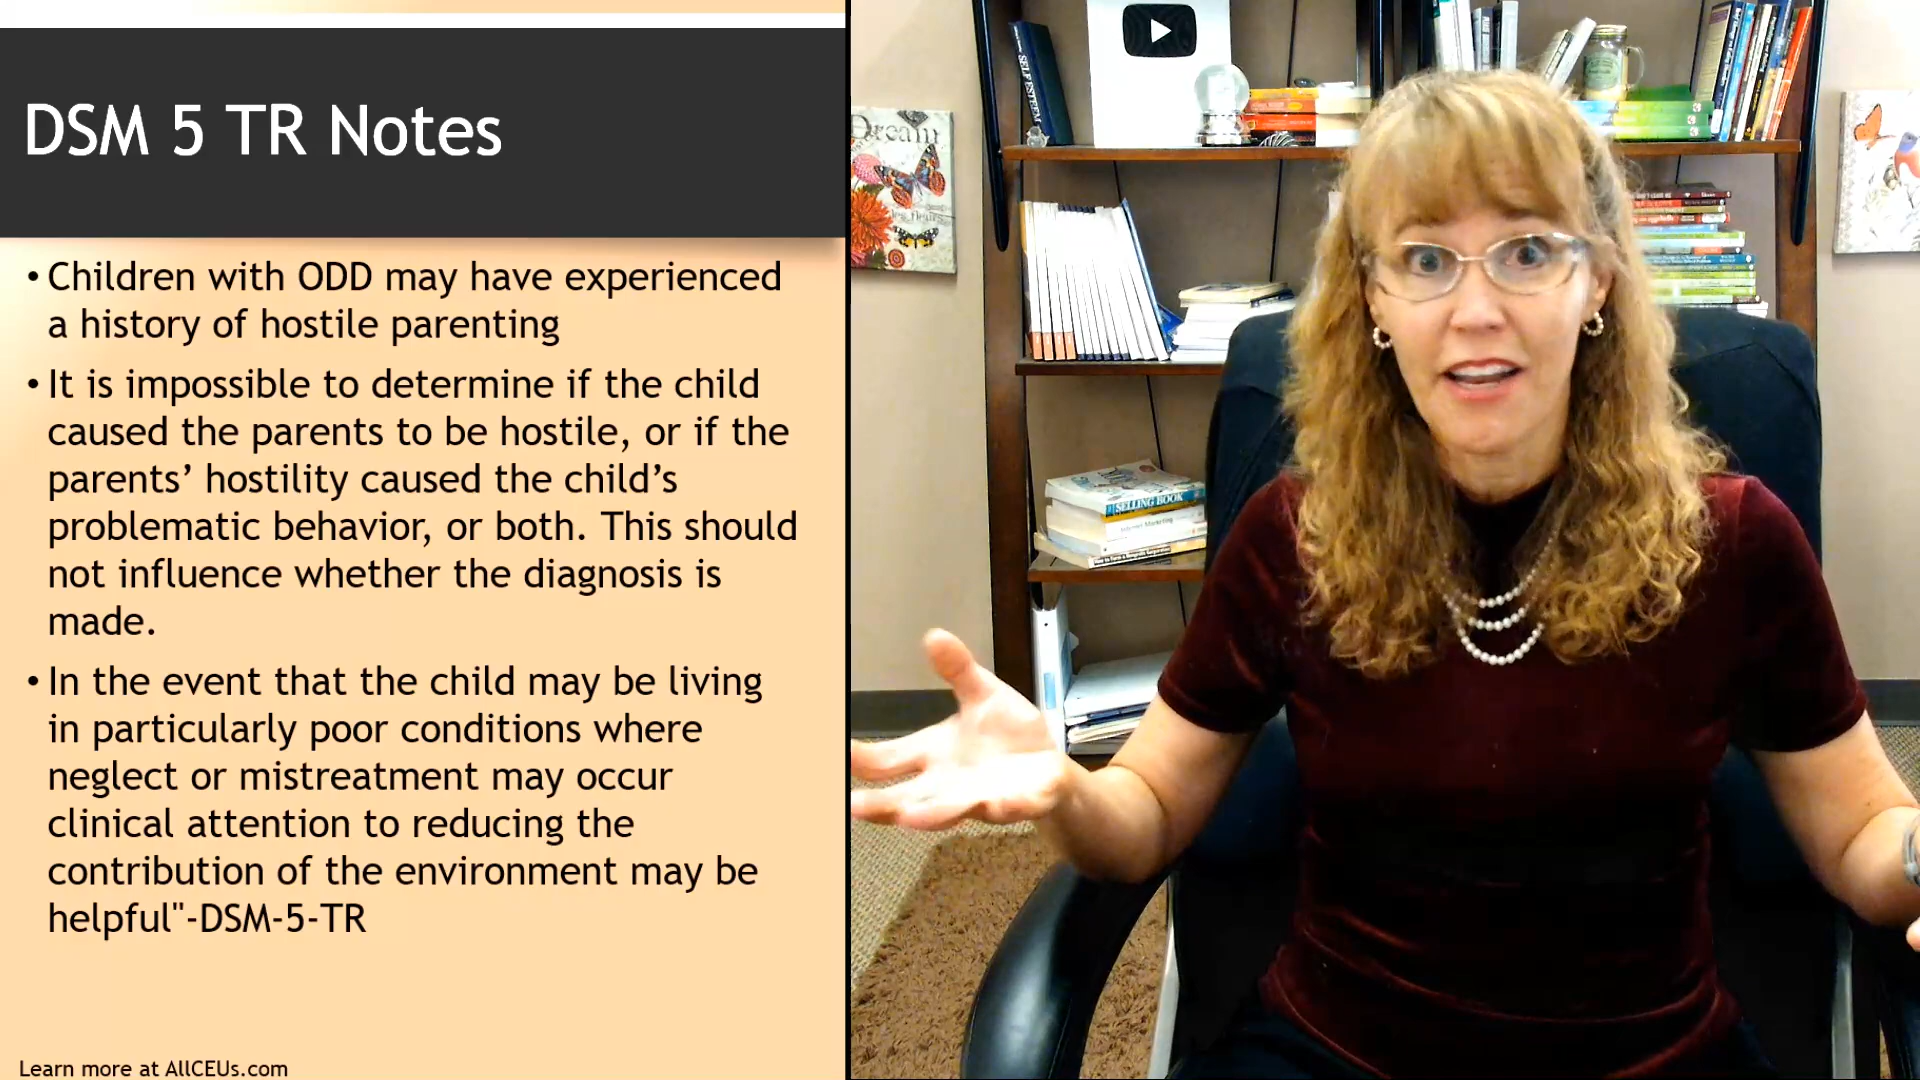 DSM 5 TR Notes
• Children with ODD may have experienced
a history of hostile parenting
• It is impossible to determine if the child
caused the parents to be hostile, or if the
parents’ hostility caused the child’s
problematic behavior, or both. This should
not influence whether the diagnosis is
made.
• In the event that the child may be living
in particularly poor conditions where
neglect or mistreatment may occur
clinical attention to reducing the
contribution of the environment may be
helpful"-DSM-5-TR
Learn more at AllCEUs.com
Dream
les fleurs
SELF ESTEEM
SELLING BOOK
Internet Marketing